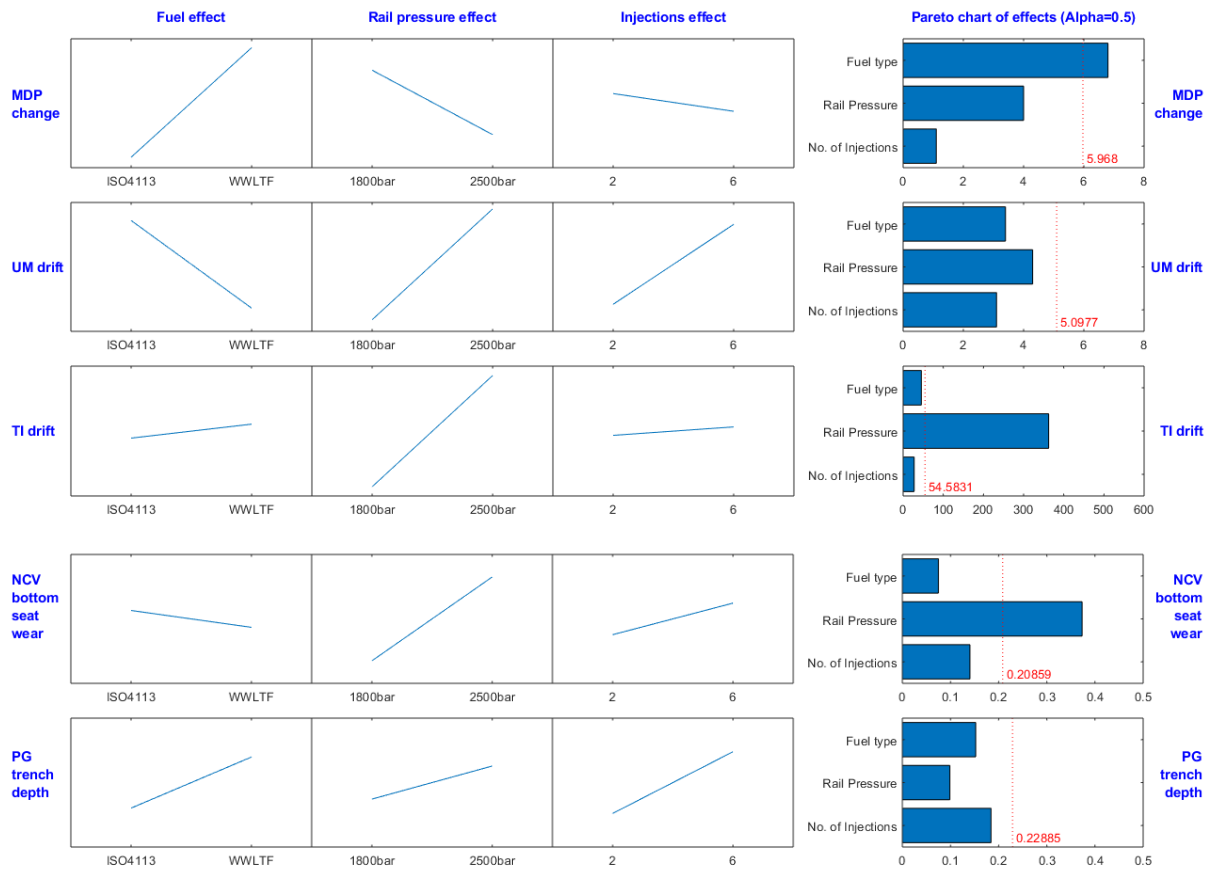 Fuel effect
Rail pressure effect
Injections effect
Pareto chart of effects (Alpha=0.5)
MDP
change
ISO4113
WWLTF
1800bar
2500bar
2
6
Fuel type
Rail Pressure
No. of Injections
5.968
0
2
4
6
8
MDP
change
UM drift
ISO4113
WWLTF
1800bar
2500bar
2
6
Fuel type
Rail Pressure
No. of Injections
5.0977
0
2
4
6
8
UM drift
TI drift
ISO4113
WWLTF
1800bar
2500bar
2
6
Fuel type
Rail Pressure
No. of Injections
54.5831
0
100
200
300
400
500
600
TI drift
NCV
bottom
seat
wear
ISO4113
WWLTF
1800bar
2500bar
2
6
Fuel type
Rail Pressure
No. of Injections
0.20859
0
0.1
0.2
0.3
0.4
0.5
NCV
bottom
seat
wear
PG
trench
depth
ISO4113
WWLTF
1800bar
2500bar
2
6
Fuel type
Rail Pressure
No. of Injections
0.22885
0
0.1
0.2
0.3
0.4
0.5
PG
trench
depth